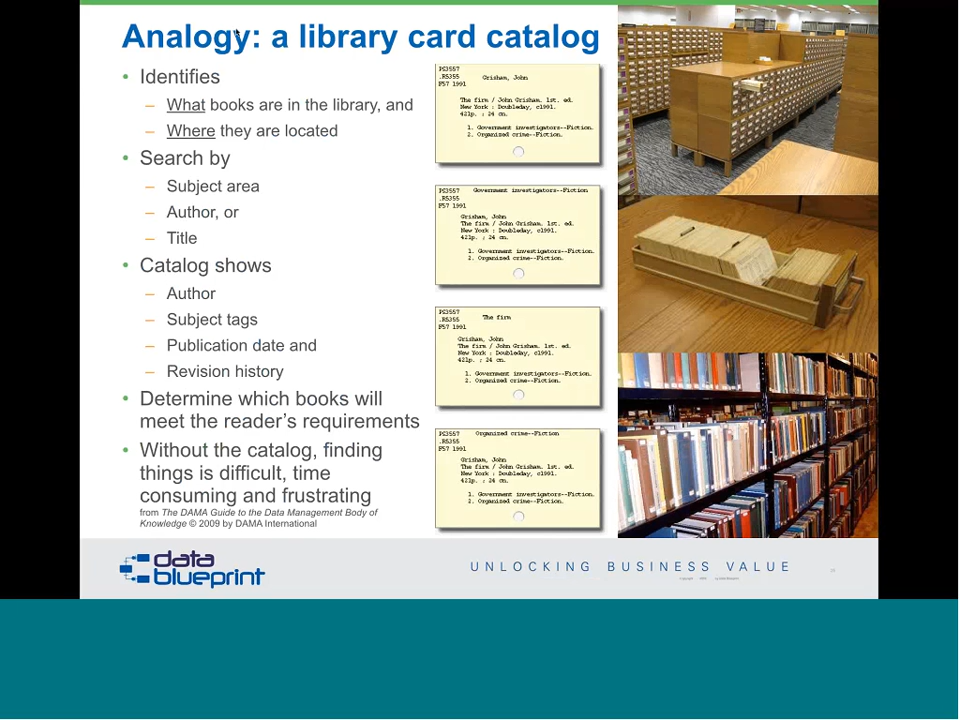 Analogy: a library card catalog
• Identifies
– What books are in the library, and
– Where they are located
• Search by
– Subject area
– Author, or
– Title
• Catalog shows
– Author
– Subject tags
– Publication date and
– Revision history
• Determine which books will
meet the reader's requirements
• Without the catalog, finding
things is difficult, time
consuming and frustrating
from The DAMA Guide to the Data Management Body of
Knowledge © 2009 by DAMA International
PS3557
.R5355
F57 1991
Grisham, John
The firm / John Grisham. 1st. ed.
New York : Doubleday, c1991.
421p. ; 24 cm.
1. Government investigators--Fiction.
2. Organized crime--Fiction.
PS3557
.R5355
F57 1991
Government investigators--Fiction
Grisham, John
The firm / John Grisham. 1st. ed.
New York : Doubleday, c1991.
421p. ; 24 cm.
1. Government investigators--Fiction.
2. Organized crime--Fiction.
PS3557
.R5355
F57 1991
The firm
Grisham, John
The firm / John Grisham. 1st. ed.
New York : Doubleday, c1991.
421p. ; 24 cm.
1. Government investigators--Fiction.
2. Organized crime--Fiction.
PS3557
.R5355
F57 1991
Organized crime--Fiction
Grisham, John
The firm / John Grisham. 1st. ed.
New York : Doubleday, c1991.
421p. ; 24 cm.
1. Government investigators--Fiction.
2. Organized crime--Fiction.
data
blueprint
UNLOCKING BUSINESS VALUE